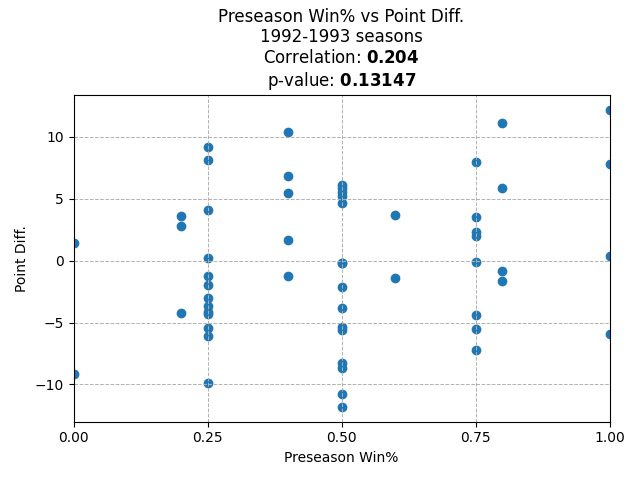 Preseason Win% vs Point Diff.
1992-1993 seasons
Correlation: 0.204
p-value: 0.13147
10
5
0
−5
−10
Point Diff.
0.00 0.25 0.50 0.75 1.00
Preseason Win%